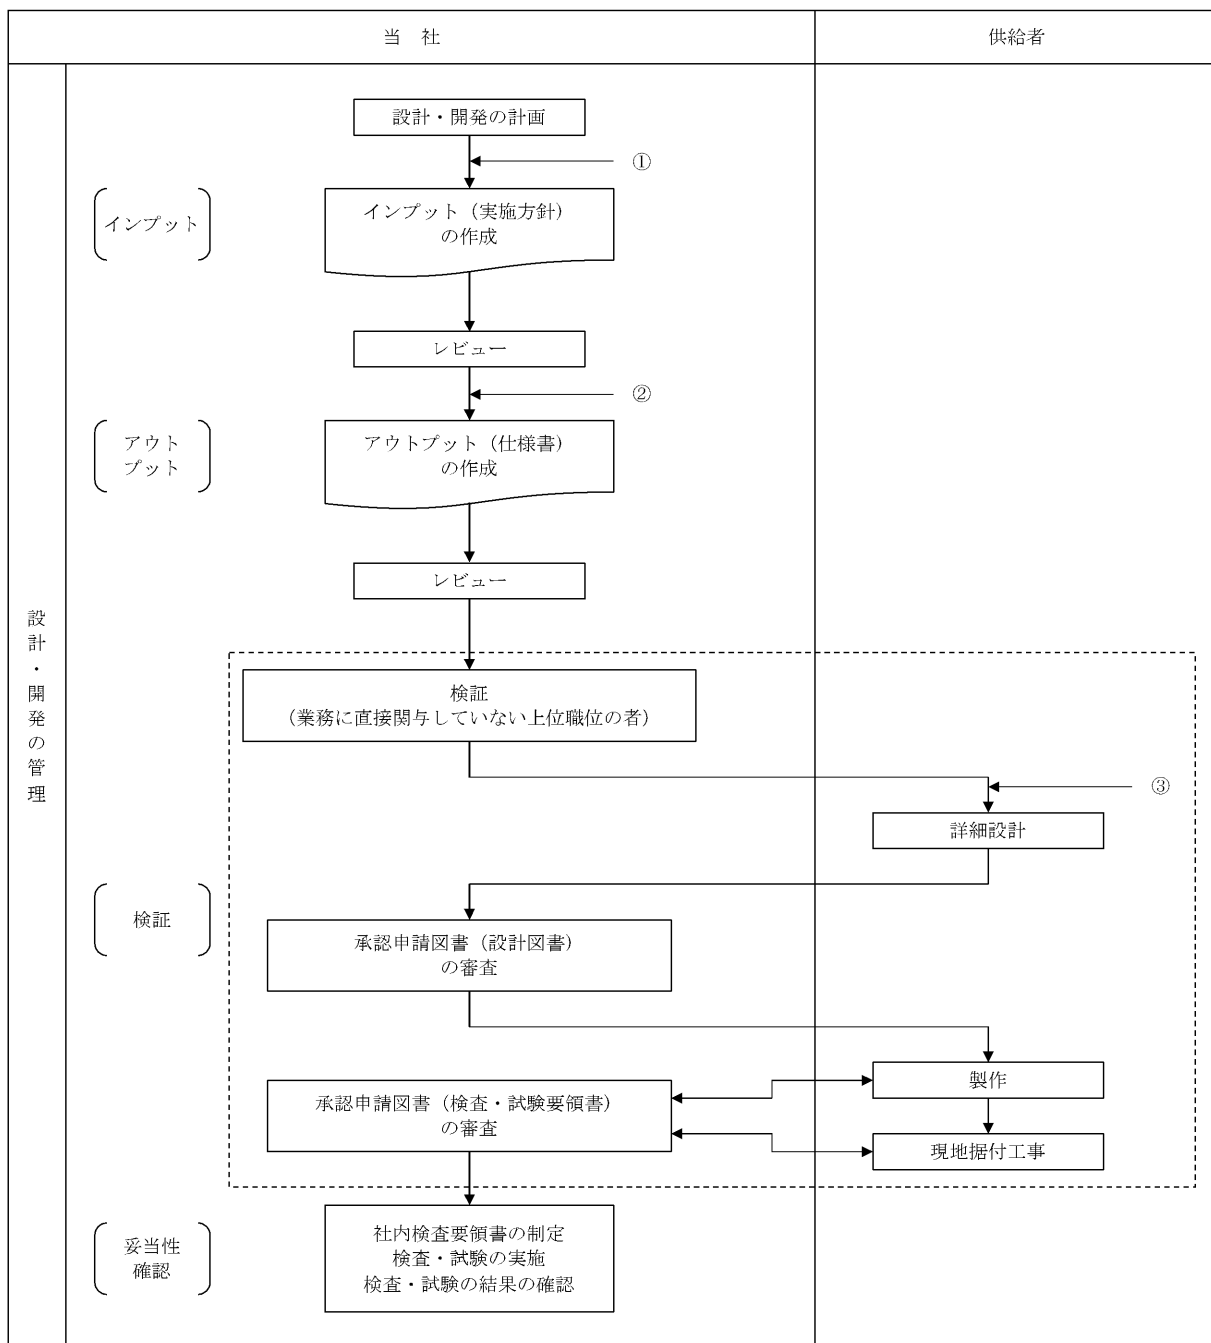 当 社
供給者
設計・開発の計画
①
インプット
インプット（実施方針）
の作成
レビュー
②
アウト
プット
アウトプット（仕様書）
の作成
レビュー
設計・開発の管理
検証
（業務に直接関与していない上位職位の者）
③
詳細設計
検証
承認申請図書（設計図書）
の審査
製作
承認申請図書（検査・試験要領書）
の審査
現地据付工事
妥当性
確認
社内検査要領書の制定
検査・試験の実施
検査・試験の結果の確認